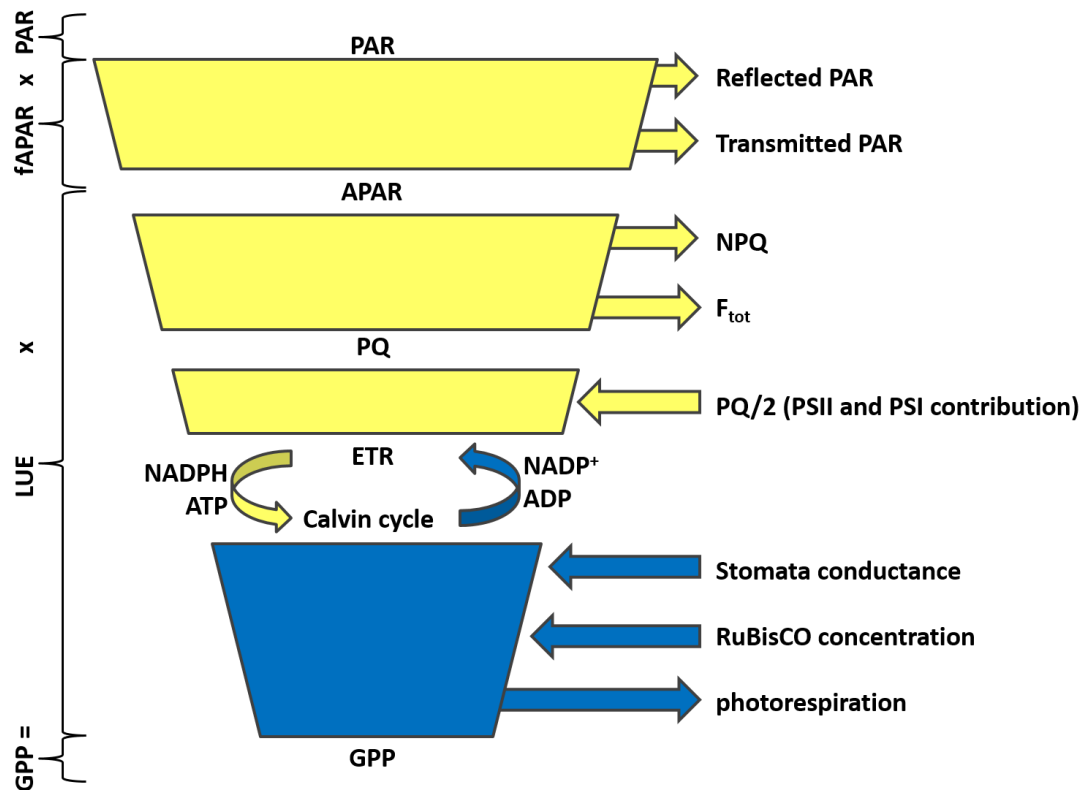 PAR
x
fAPAR
x
LUE
GPP =
PAR
Reflected PAR
Transmitted PAR
APAR
NPQ
F_tot
PQ
PQ/2 (PSII and PSI contribution)
ETR
NADPH
ATP
NADP⁺
ADP
Calvin cycle
Stomata conductance
RuBisCO concentration
photorespiration
GPP